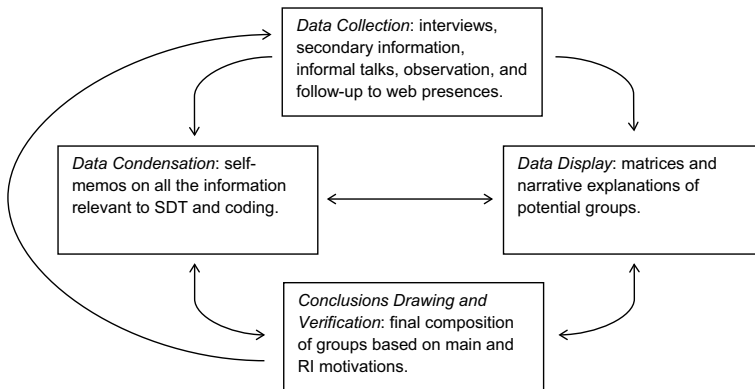 Data Collection: interviews,
secondary information,
informal talks, observation, and
follow-up to web presences.
Data Condensation: self-
memos on all the information
relevant to SDT and coding.
Data Display: matrices and
narrative explanations of
potential groups.
Conclusions Drawing and
Verification: final composition
of groups based on main and
RI motivations.